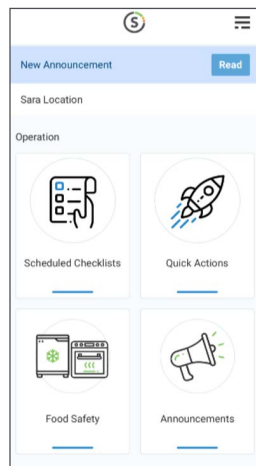 S
New Announcement Read
Sara Location
Operation
Scheduled Checklists Quick Actions
Food Safety Announcements